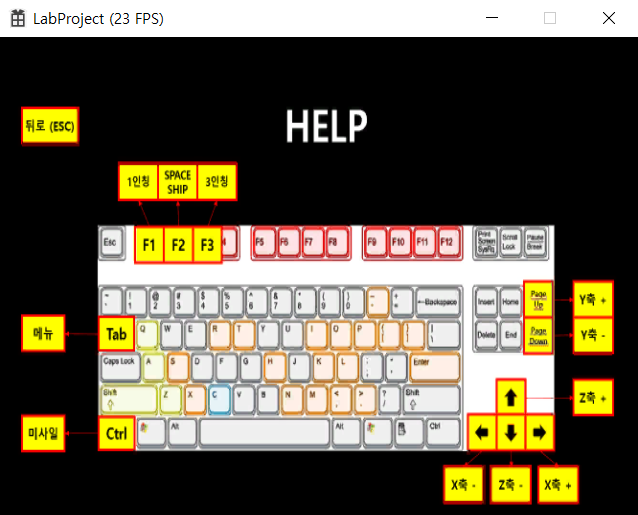 LabProject (23 FPS)
HELP
뒤로 (ESC)
1인칭
SPACE
SHIP
3인칭
Esc
F1
F2
F3
4
F5
F6
F7
F8
F9
F10
F11
F12
Print
Screen
SysRq
Scroll
Lock
Pause
Break
~
`
!
1
@
2
#
3
$
4
%
5
^
6
&
7
*
8
(
9
)
0
-
+
=
←Backspace
Insert
Home
Page
Up
Y축 +
메뉴
Tab
Q
W
E
R
T
Y
U
I
O
P
{
}
|
\
Delete
End
Page
Down
Y축 -
Caps Lock
A
S
D
F
G
H
J
K
L
:
;
"
Enter
Shift
⇧
Z
X
C
V
B
N
M
<
>
?
/
Shift
⇧
↑
Z축 +
미사일
Ctrl
Alt
Alt
Ctrl
←
↓
→
X축 -
Z축 -
X축 +